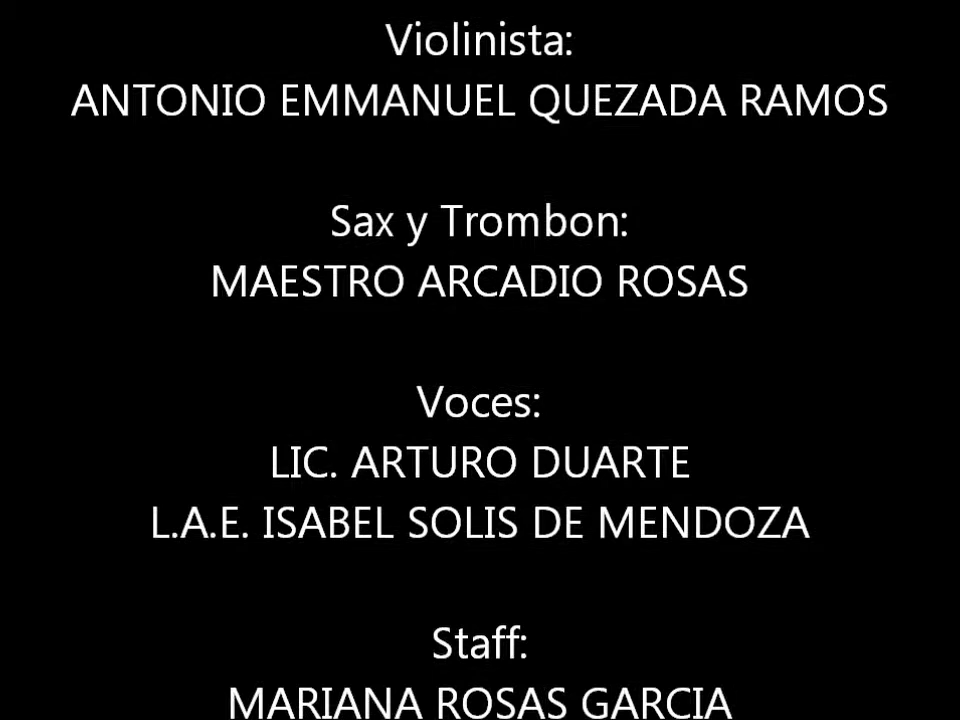 Violinista:
ANTONIO EMMANUEL QUEZADA RAMOS
Sax y Trombon:
MAESTRO ARCADIO ROSAS
Voces:
LIC. ARTURO DUARTE
L.A.E. ISABEL SOLIS DE MENDOZA
Staff:
MARIANA ROSAS GARCIA